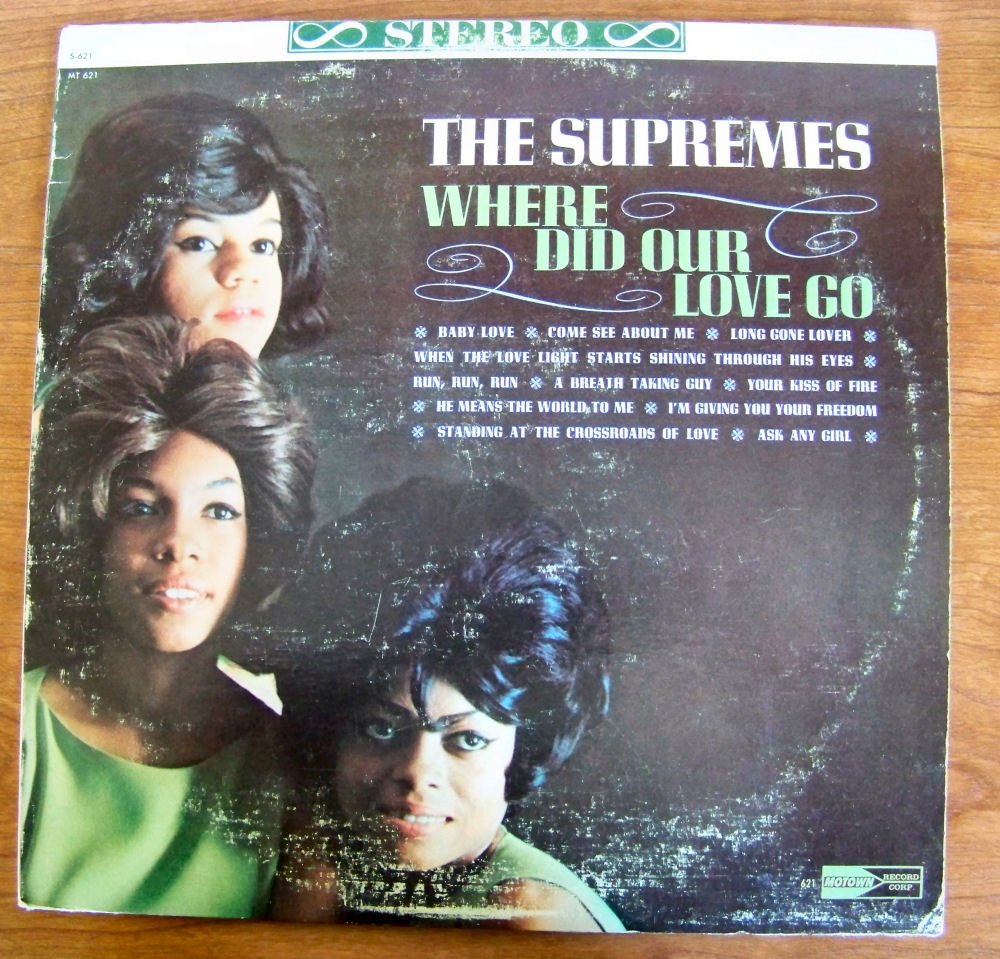 STEREO
S-621
MT 621
THE SUPREMES
WHERE
DID OUR
LOVE GO
BABY LOVE COME SEE ABOUT ME LONG GONE LOVER
WHEN THE LOVE LIGHT STARTS SHINING THROUGH HIS EYES
RUN, RUN, RUN A BREATH TAKING GUY YOUR KISS OF FIRE
HE MEANS THE WORLD TO ME I'M GIVING YOU YOUR FREEDOM
STANDING AT THE CROSSROADS OF LOVE ASK ANY GIRL
621 MOTOWN RECORD
CORP.